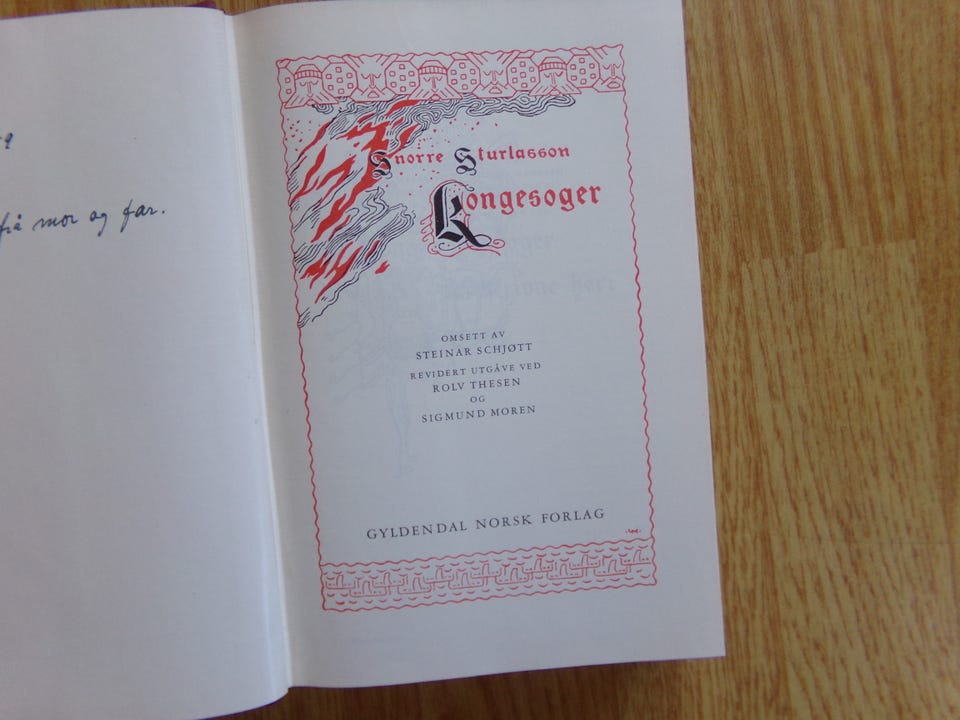 frå mor og far.
Snorre Sturlasson
Kongesoger
OMSETT AV
STEINAR SCHJØTT
REVIDERT UTGÅVE VED
ROLV THESEN
OG
SIGMUND MOREN
GYLDENDAL NORSK FORLAG